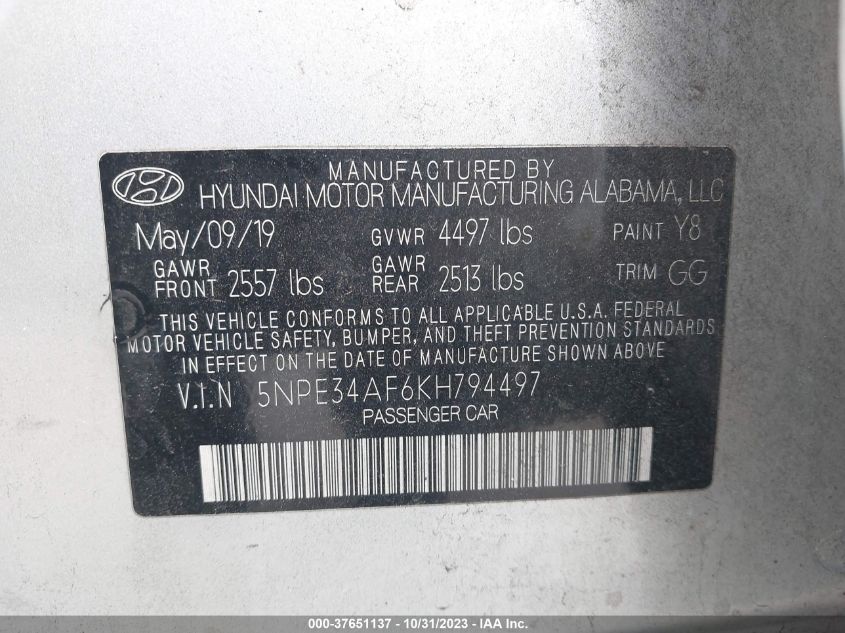 MANUFACTURED BY
HYUNDAI MOTOR MANUFACTURING ALABAMA, LLC
May/09/19 GVWR 4497 lbs PAINT Y8
GAWR FRONT 2557 lbs GAWR REAR 2513 lbs TRIM GG
THIS VEHICLE CONFORMS TO ALL APPLICABLE U.S.A. FEDERAL
MOTOR VEHICLE SAFETY, BUMPER, AND THEFT PREVENTION STANDARDS
IN EFFECT ON THE DATE OF MANUFACTURE SHOWN ABOVE
V.I.N 5NPE34AF6KH794497
PASSENGER CAR
000-37651137 - 10/31/2023 - IAA Inc.